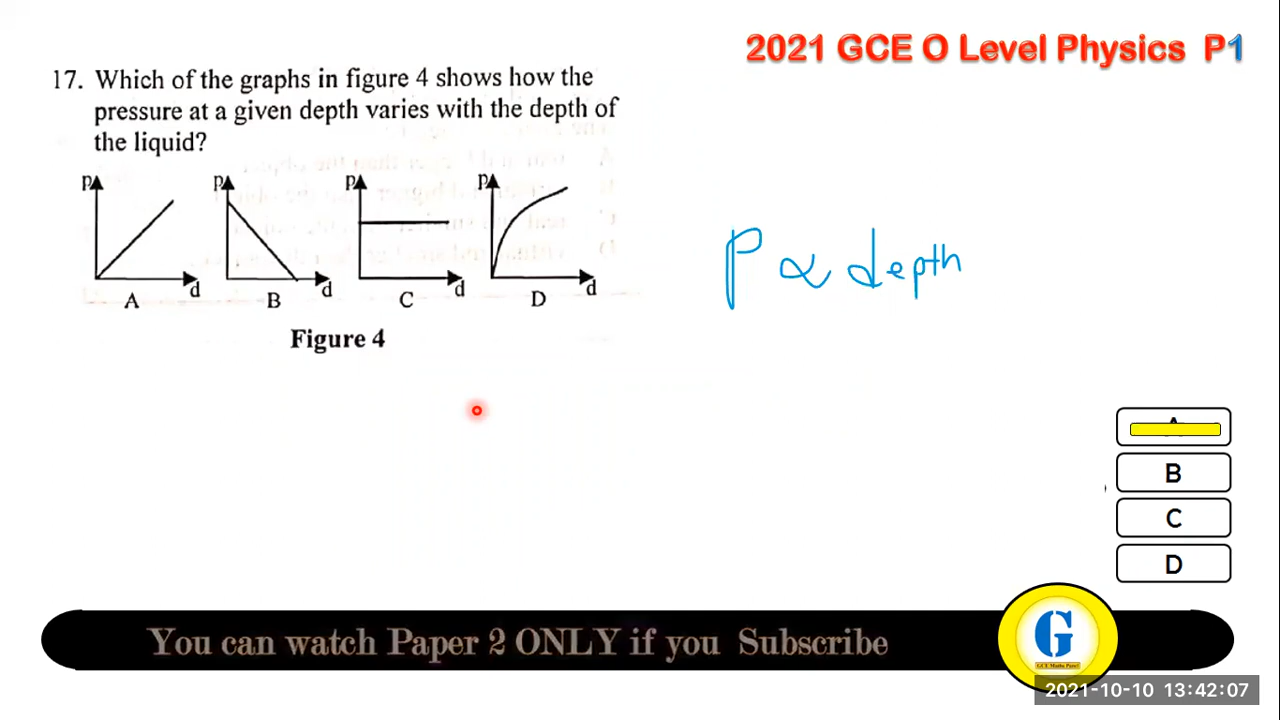 2021 GCE O Level Physics P1
17. Which of the graphs in figure 4 shows how the
pressure at a given depth varies with the depth of
the liquid?
P P P P
d d d d
A B C D
Figure 4
P ∝ depth
A
B
C
D
You can watch Paper 2 ONLY if you Subscribe
G
2021-10-10 13:42:07